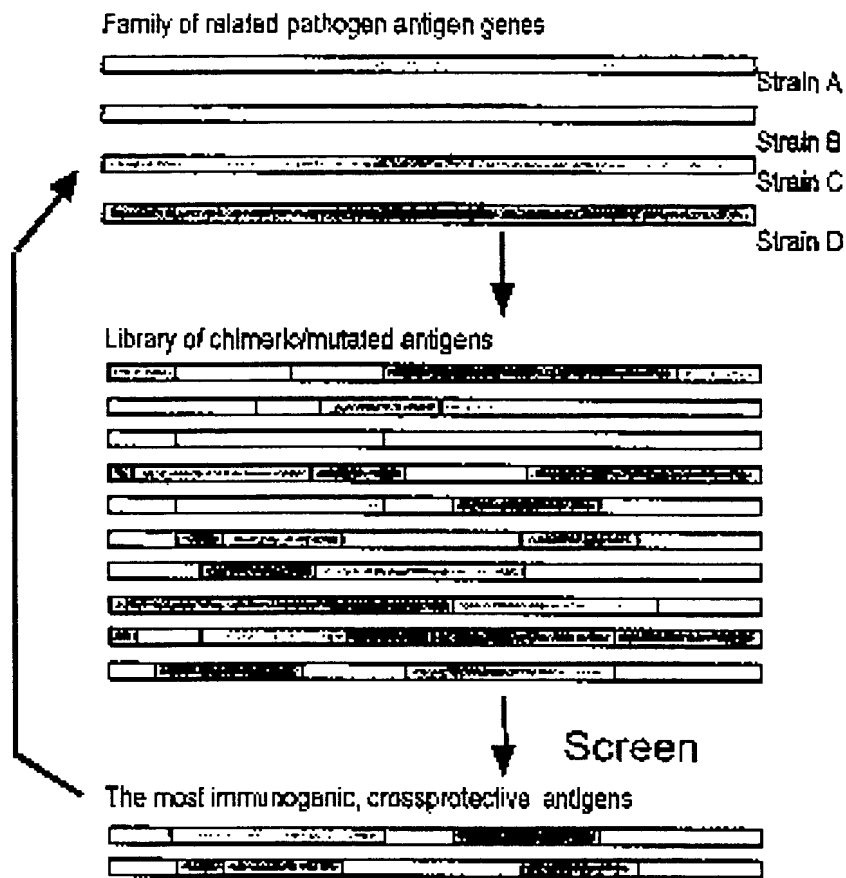 Family of related pathogen antigen genes
Strain A
Strain B
Strain C
Strain D
Library of chimeric/mutated antigens
Screen
The most immunogenic, crossprotective antigens